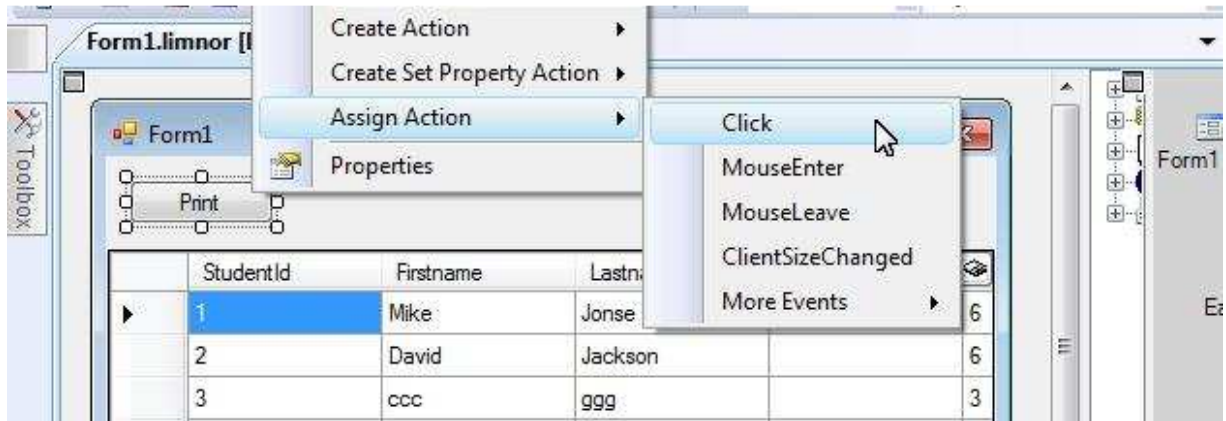 Create Action
Form1.limnor
Create Set Property Action
Assign Action
Click
Toolbox
Form1
Properties
MouseEnter
Form1
Print
MouseLeave
ClientSizeChanged
StudentId Firstname
More Events
1 Mike Jonse 6
2 David Jackson 6
3 ccc ggg 3